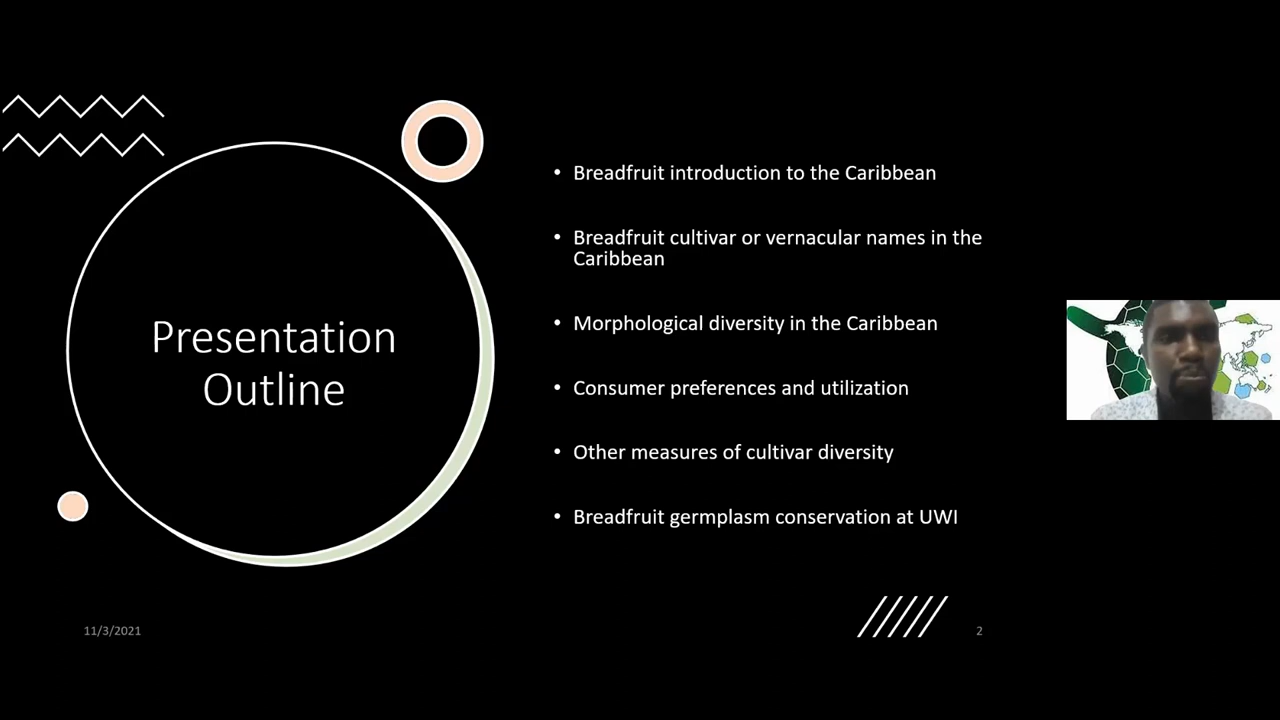 Presentation
Outline
• Breadfruit introduction to the Caribbean
• Breadfruit cultivar or vernacular names in the
Caribbean
• Morphological diversity in the Caribbean
• Consumer preferences and utilization
• Other measures of cultivar diversity
• Breadfruit germplasm conservation at UWI
11/3/2021
2